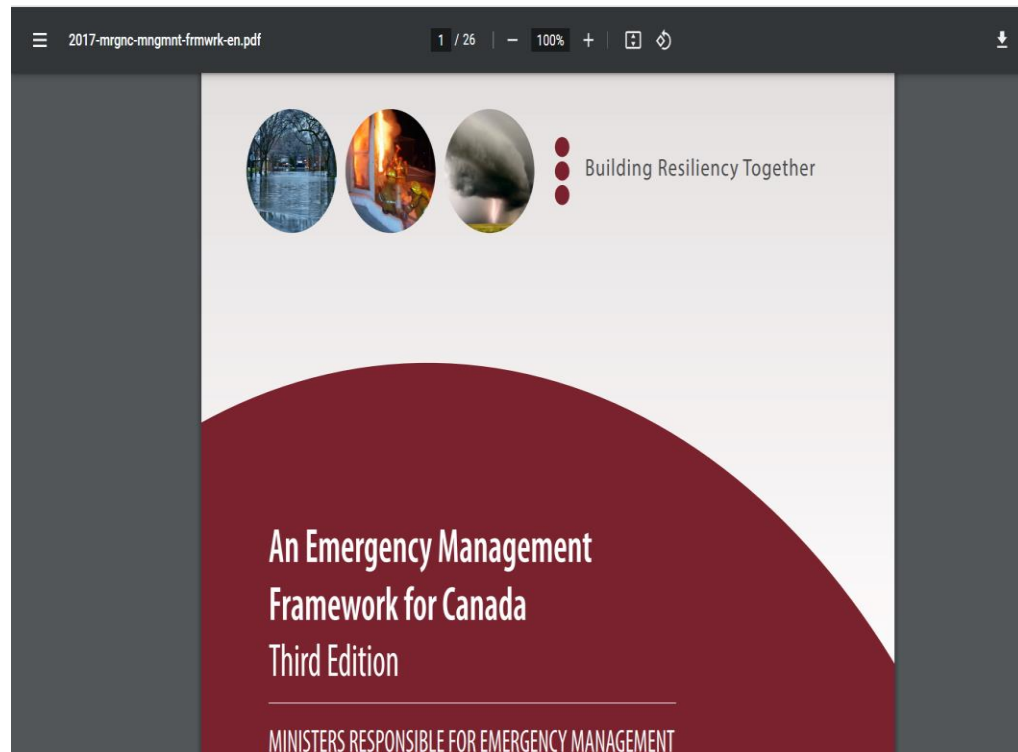 2017-mrgnc-mngmnt-frmwrk-en.pdf
1 / 26
100%
Building Resiliency Together
An Emergency Management
Framework for Canada
Third Edition
MINISTERS RESPONSIBLE FOR EMERGENCY MANAGEMENT